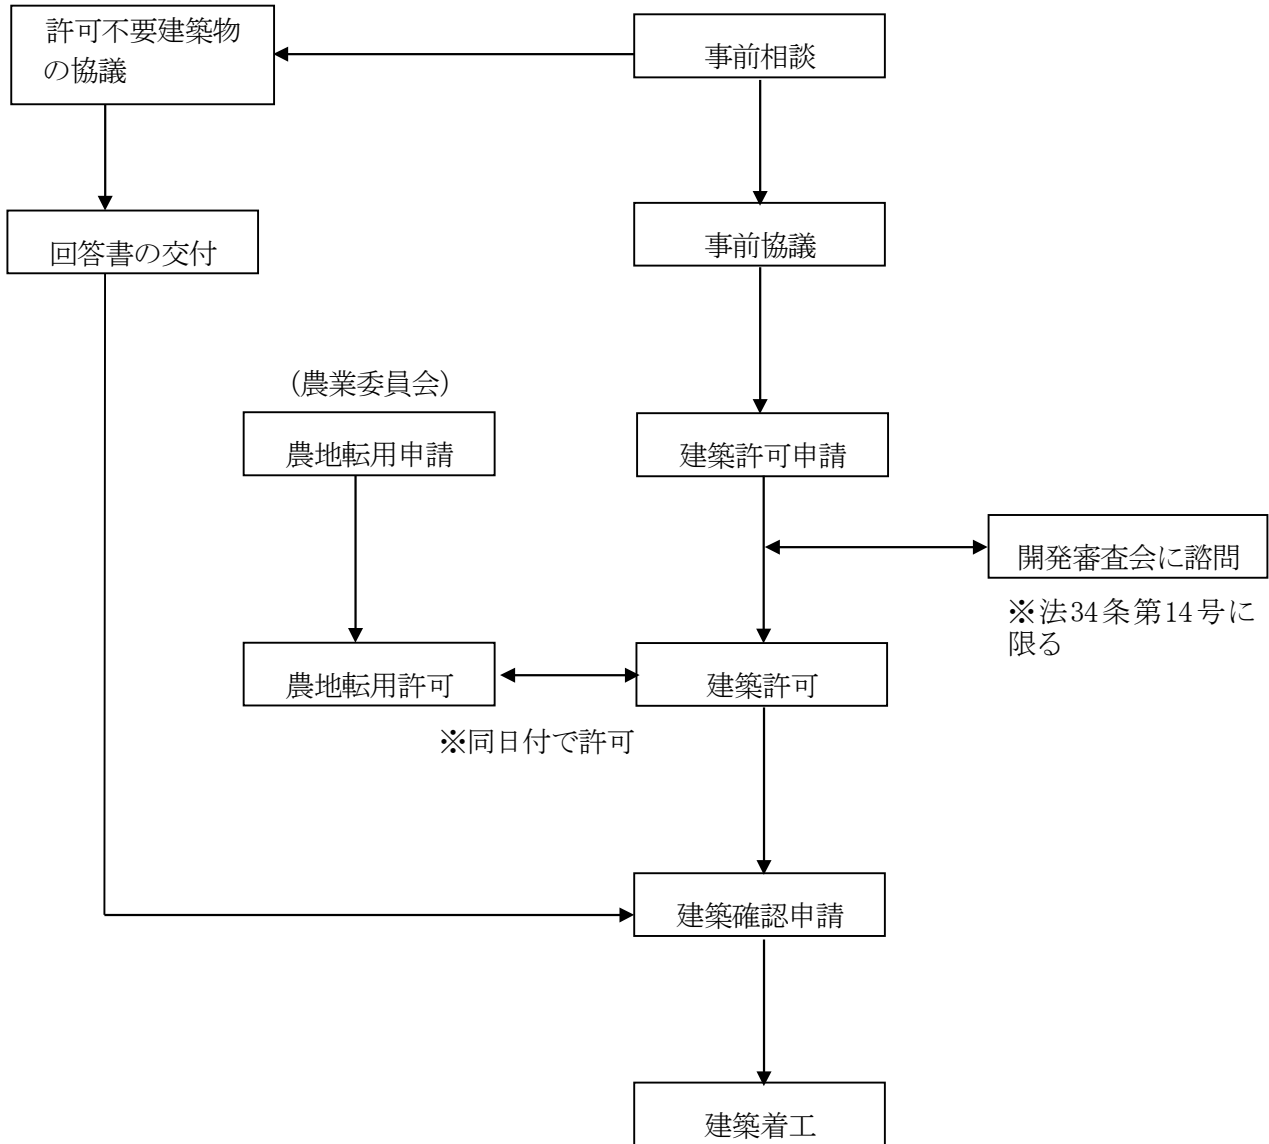 許可不要建築物
の協議
事前相談
回答書の交付
事前協議
(農業委員会)
農地転用申請
建築許可申請
開発審査会に諮問
※法34条第14号に
限る
農地転用許可
建築許可
※同日付で許可
建築確認申請
建築着工